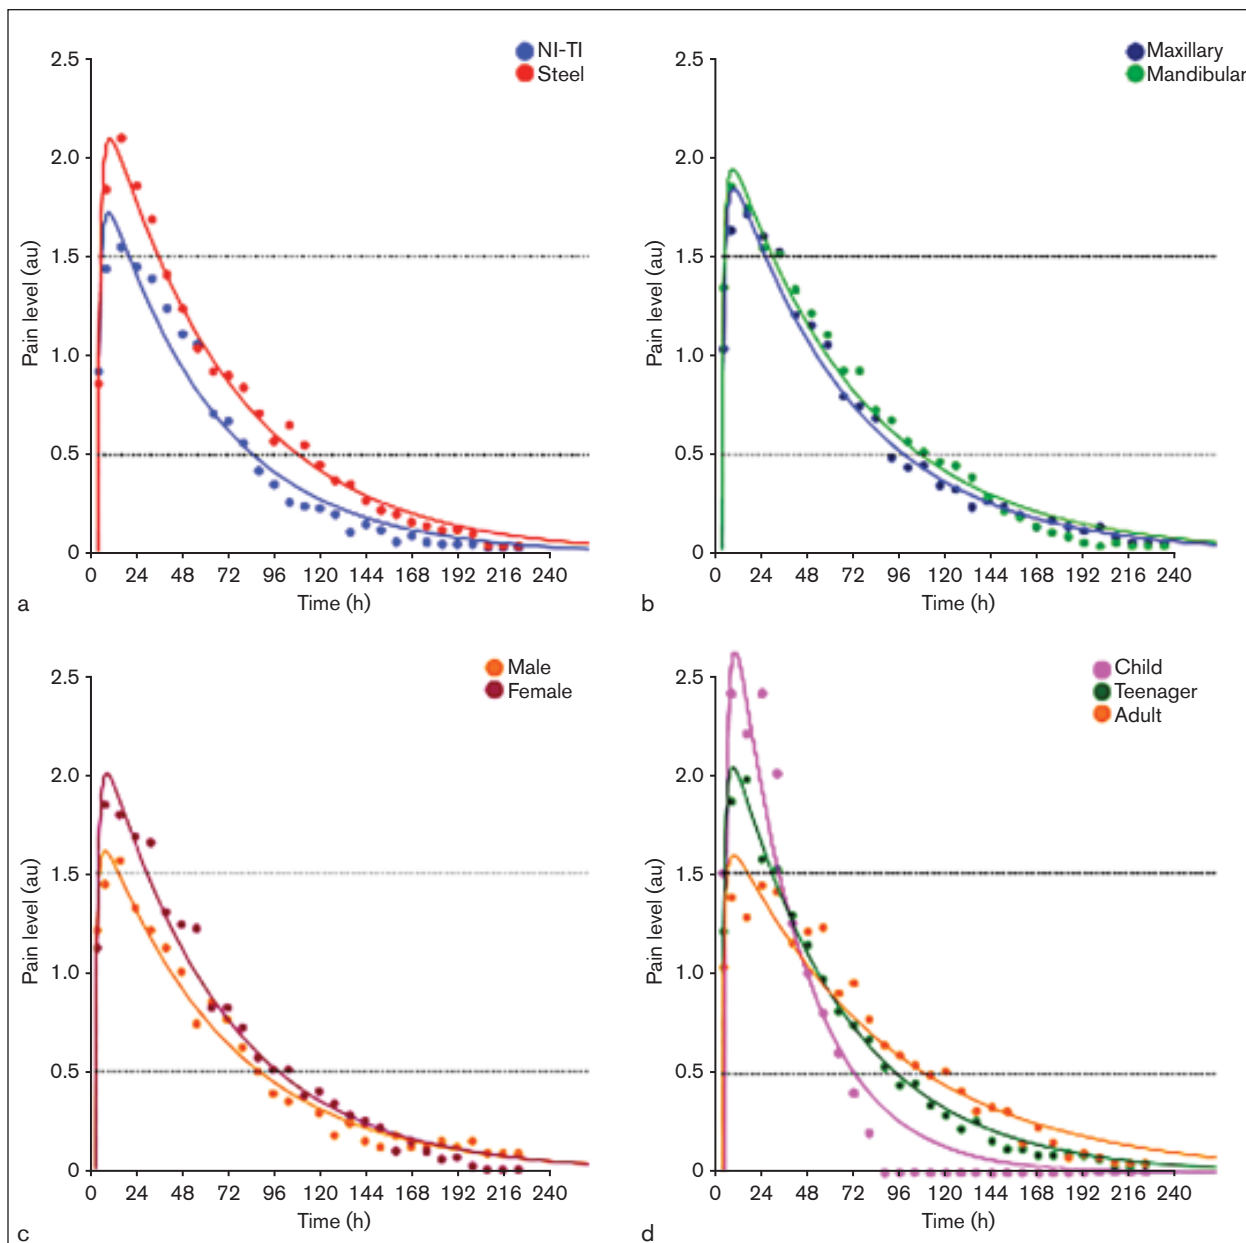 NI-TI
Steel
2.5
2.0
1.5
1.0
0.5
0
Pain level (au)
0 24 48 72 96 120 144 168 192 216 240
Time (h)
a
Maxillary
Mandibular
2.5
2.0
1.5
1.0
0.5
0
Pain level (au)
0 24 48 72 96 120 144 168 192 216 240
Time (h)
b
Male
Female
2.5
2.0
1.5
1.0
0.5
0
Pain level (au)
0 24 48 72 96 120 144 168 192 216 240
Time (h)
c
Child
Teenager
Adult
2.5
2.0
1.5
1.0
0.5
0
Pain level (au)
0 24 48 72 96 120 144 168 192 216 240
Time (h)
d